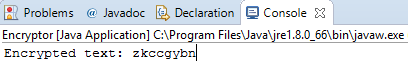 Problems @ Javadoc Declaration Console
Encryptor [Java Application] C:\Program Files\Java\jre1.8.0_66\bin\javaw.exe
Encrypted text: zkccgybn